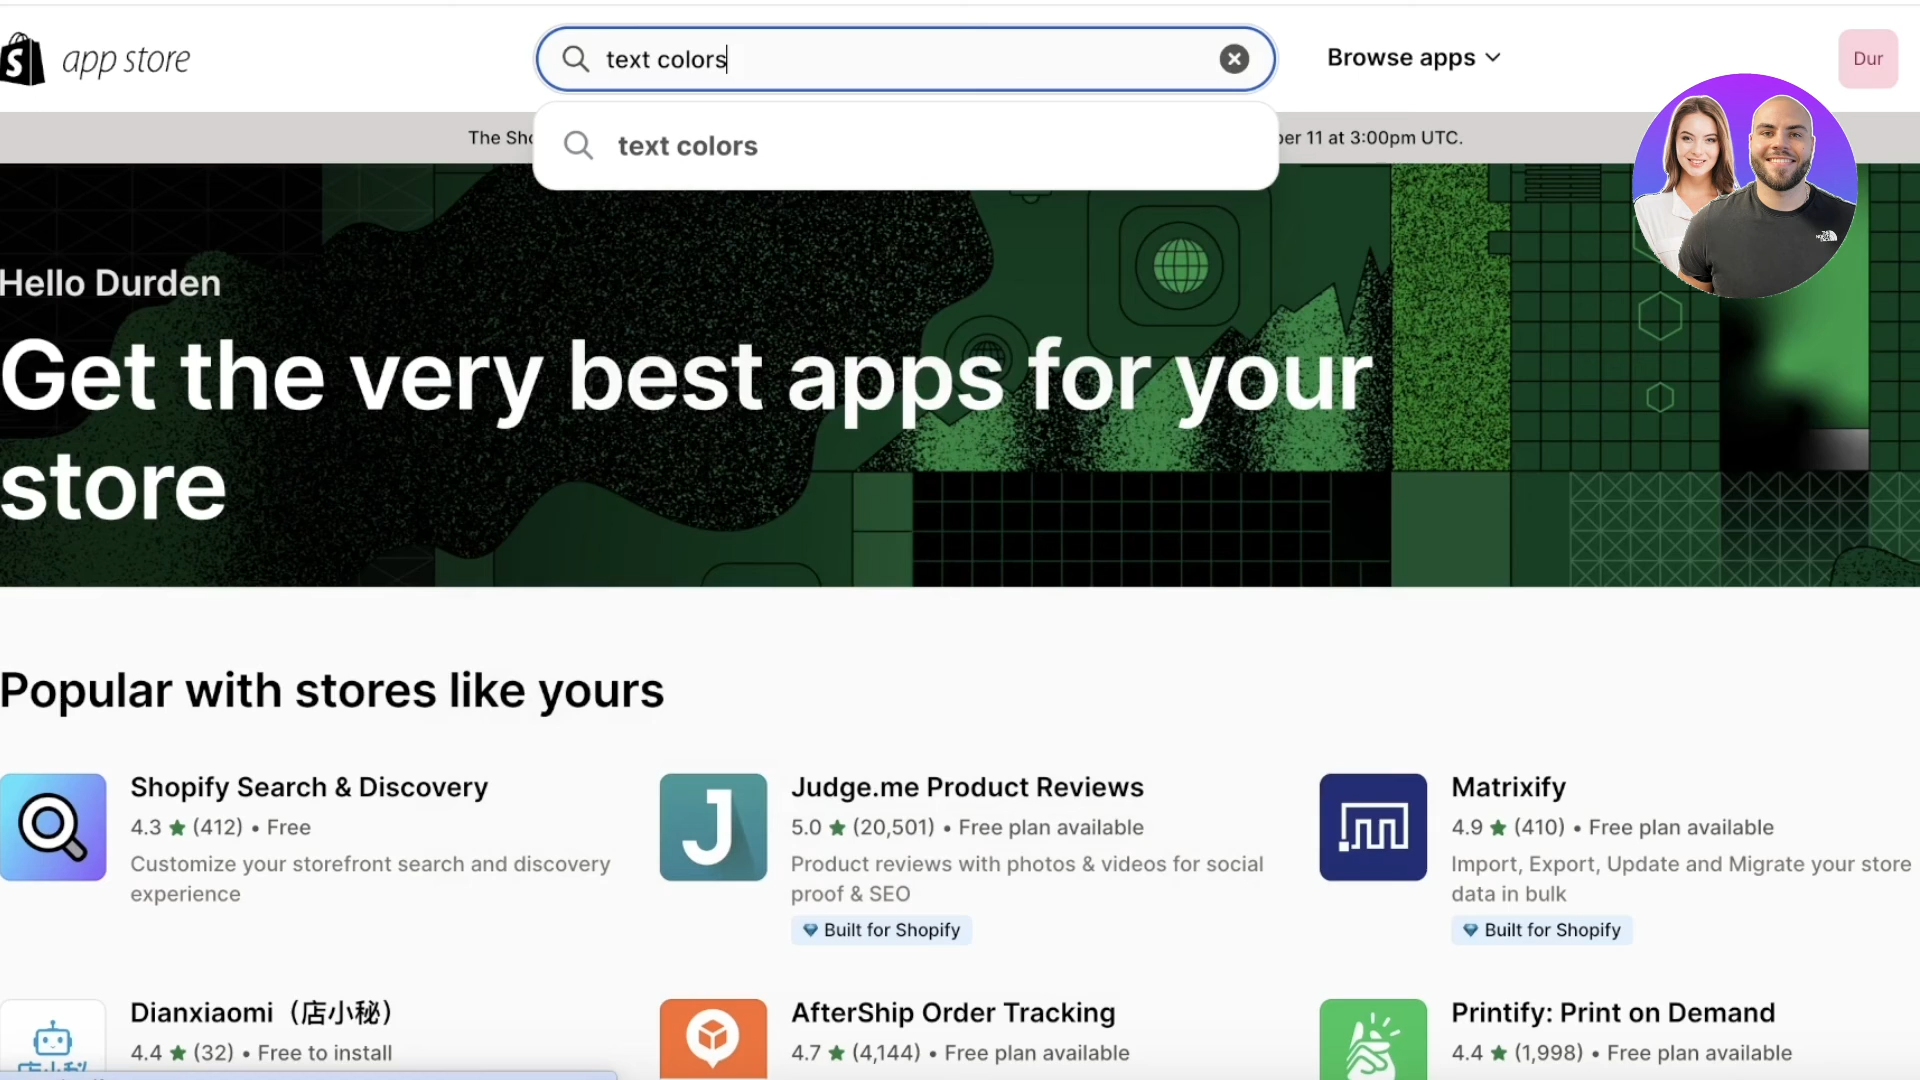 app store
text colors
Browse apps
Dur
text colors
The Sho
er 11 at 3:00pm UTC.
Hello Durden
Get the very best apps for your
store
Popular with stores like yours
Shopify Search & Discovery
4.3 ★ (412) • Free
Customize your storefront search and discovery
experience
Judge.me Product Reviews
5.0 ★ (20,501) • Free plan available
Product reviews with photos & videos for social
proof & SEO
Built for Shopify
Matrixify
4.9 ★ (410) • Free plan available
Import, Export, Update and Migrate your store
data in bulk
Built for Shopify
Dianxiaomi（店小秘）
4.4 ★ (32) • Free to install
AfterShip Order Tracking
4.7 ★ (4,144) • Free plan available
Printify: Print on Demand
4.4 ★ (1,998) • Free plan available